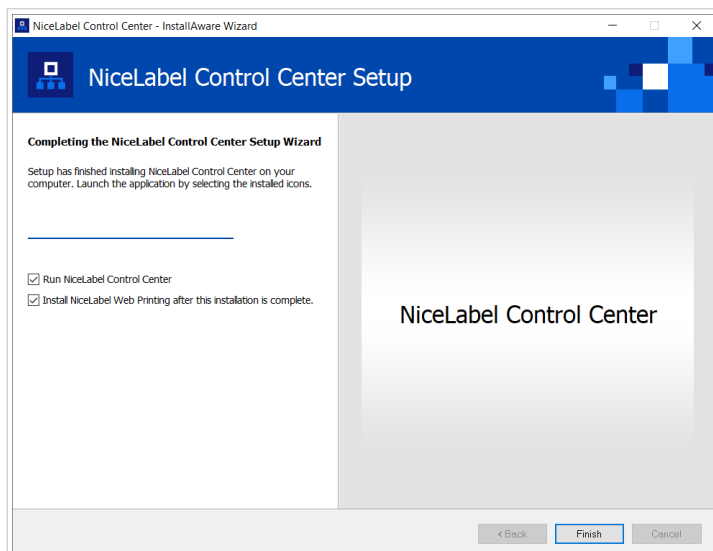 NiceLabel Control Center - InstallAware Wizard
NiceLabel Control Center Setup
Completing the NiceLabel Control Center Setup Wizard
Setup has finished installing NiceLabel Control Center on your
computer. Launch the application by selecting the installed icons.
Run NiceLabel Control Center
Install NiceLabel Web Printing after this installation is complete.
NiceLabel Control Center
< Back
Finish
Cancel